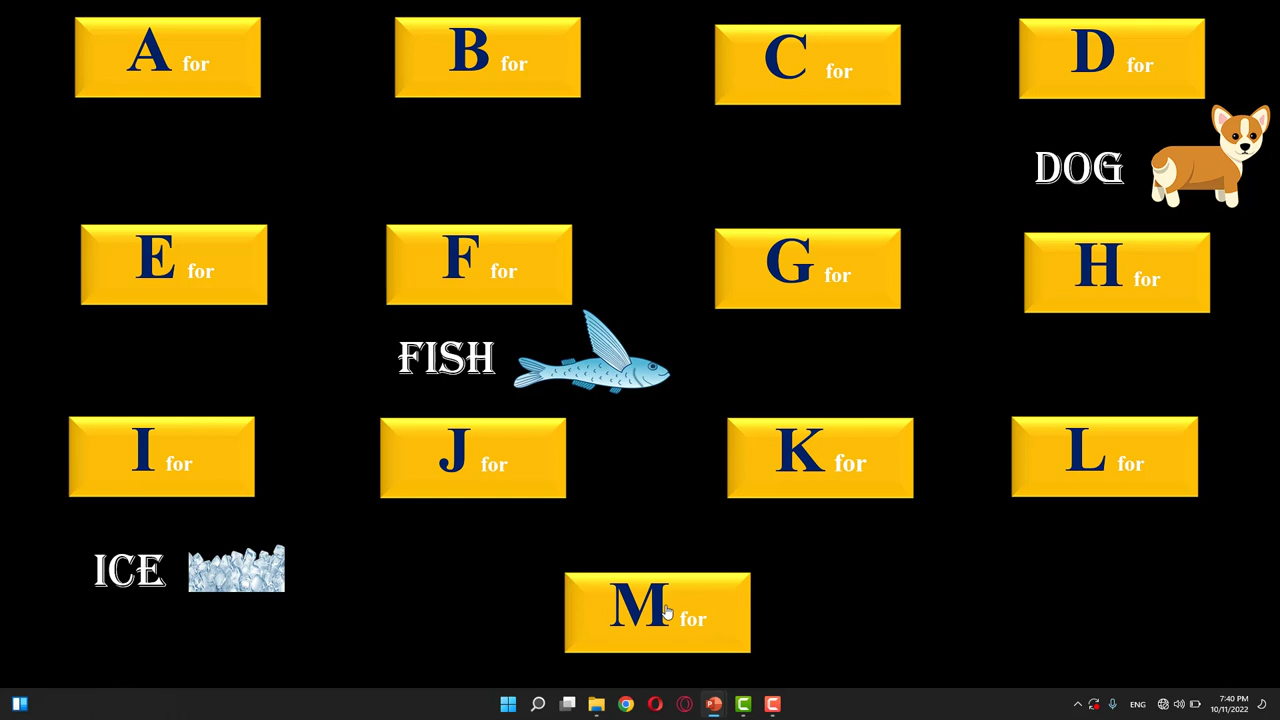 A for
B for
C for
D for
DOG
E for
F for
G for
H for
FISH
I for
J for
K for
L for
ICE
M for
ENG
7:40 PM
10/11/2022